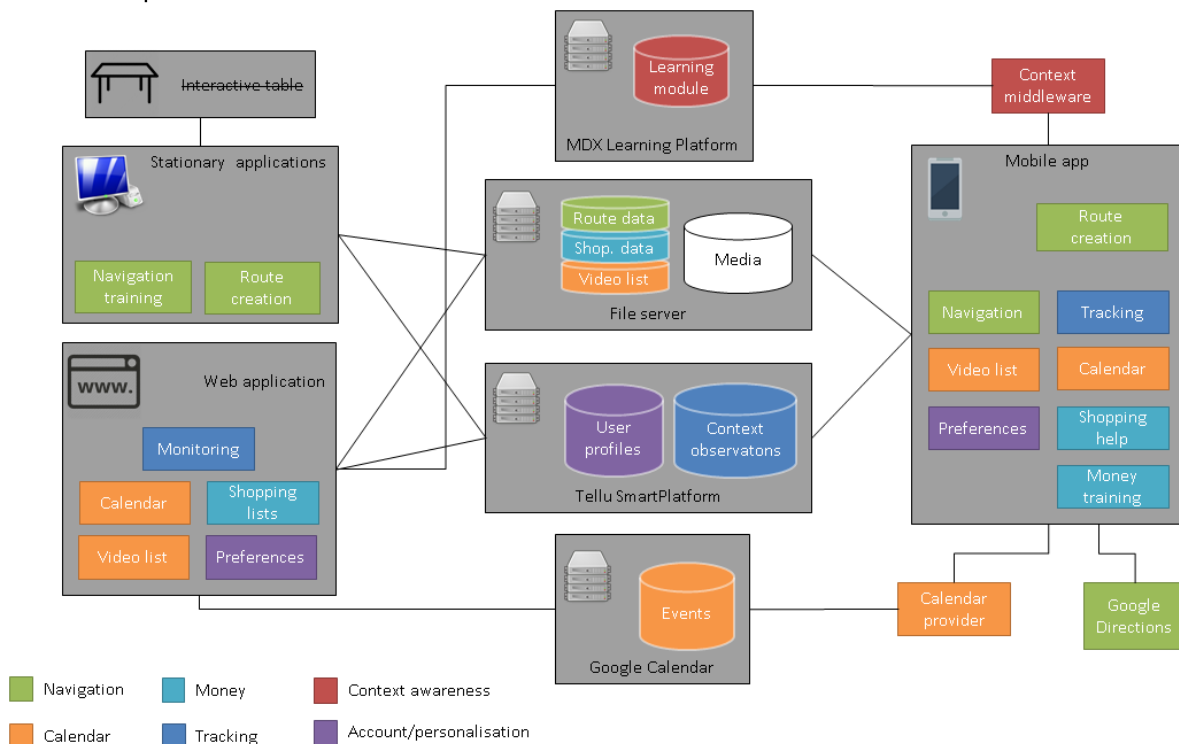 Interactive table
Stationary applications
Navigation
training
Route
creation
www.
Web application
Monitoring
Calendar
Shopping
lists
Video list
Preferences
Learning
module
MDX Learning Platform
Route data
Shop. data
Video list
Media
File server
User
profiles
Context
observatons
Tellu SmartPlatform
Events
Google Calendar
Context
middleware
Mobile app
Route
creation
Navigation
Tracking
Video list
Calendar
Preferences
Shopping
help
Money
training
Calendar
provider
Google
Directions
Navigation
Money
Context awareness
Calendar
Tracking
Account/personalisation